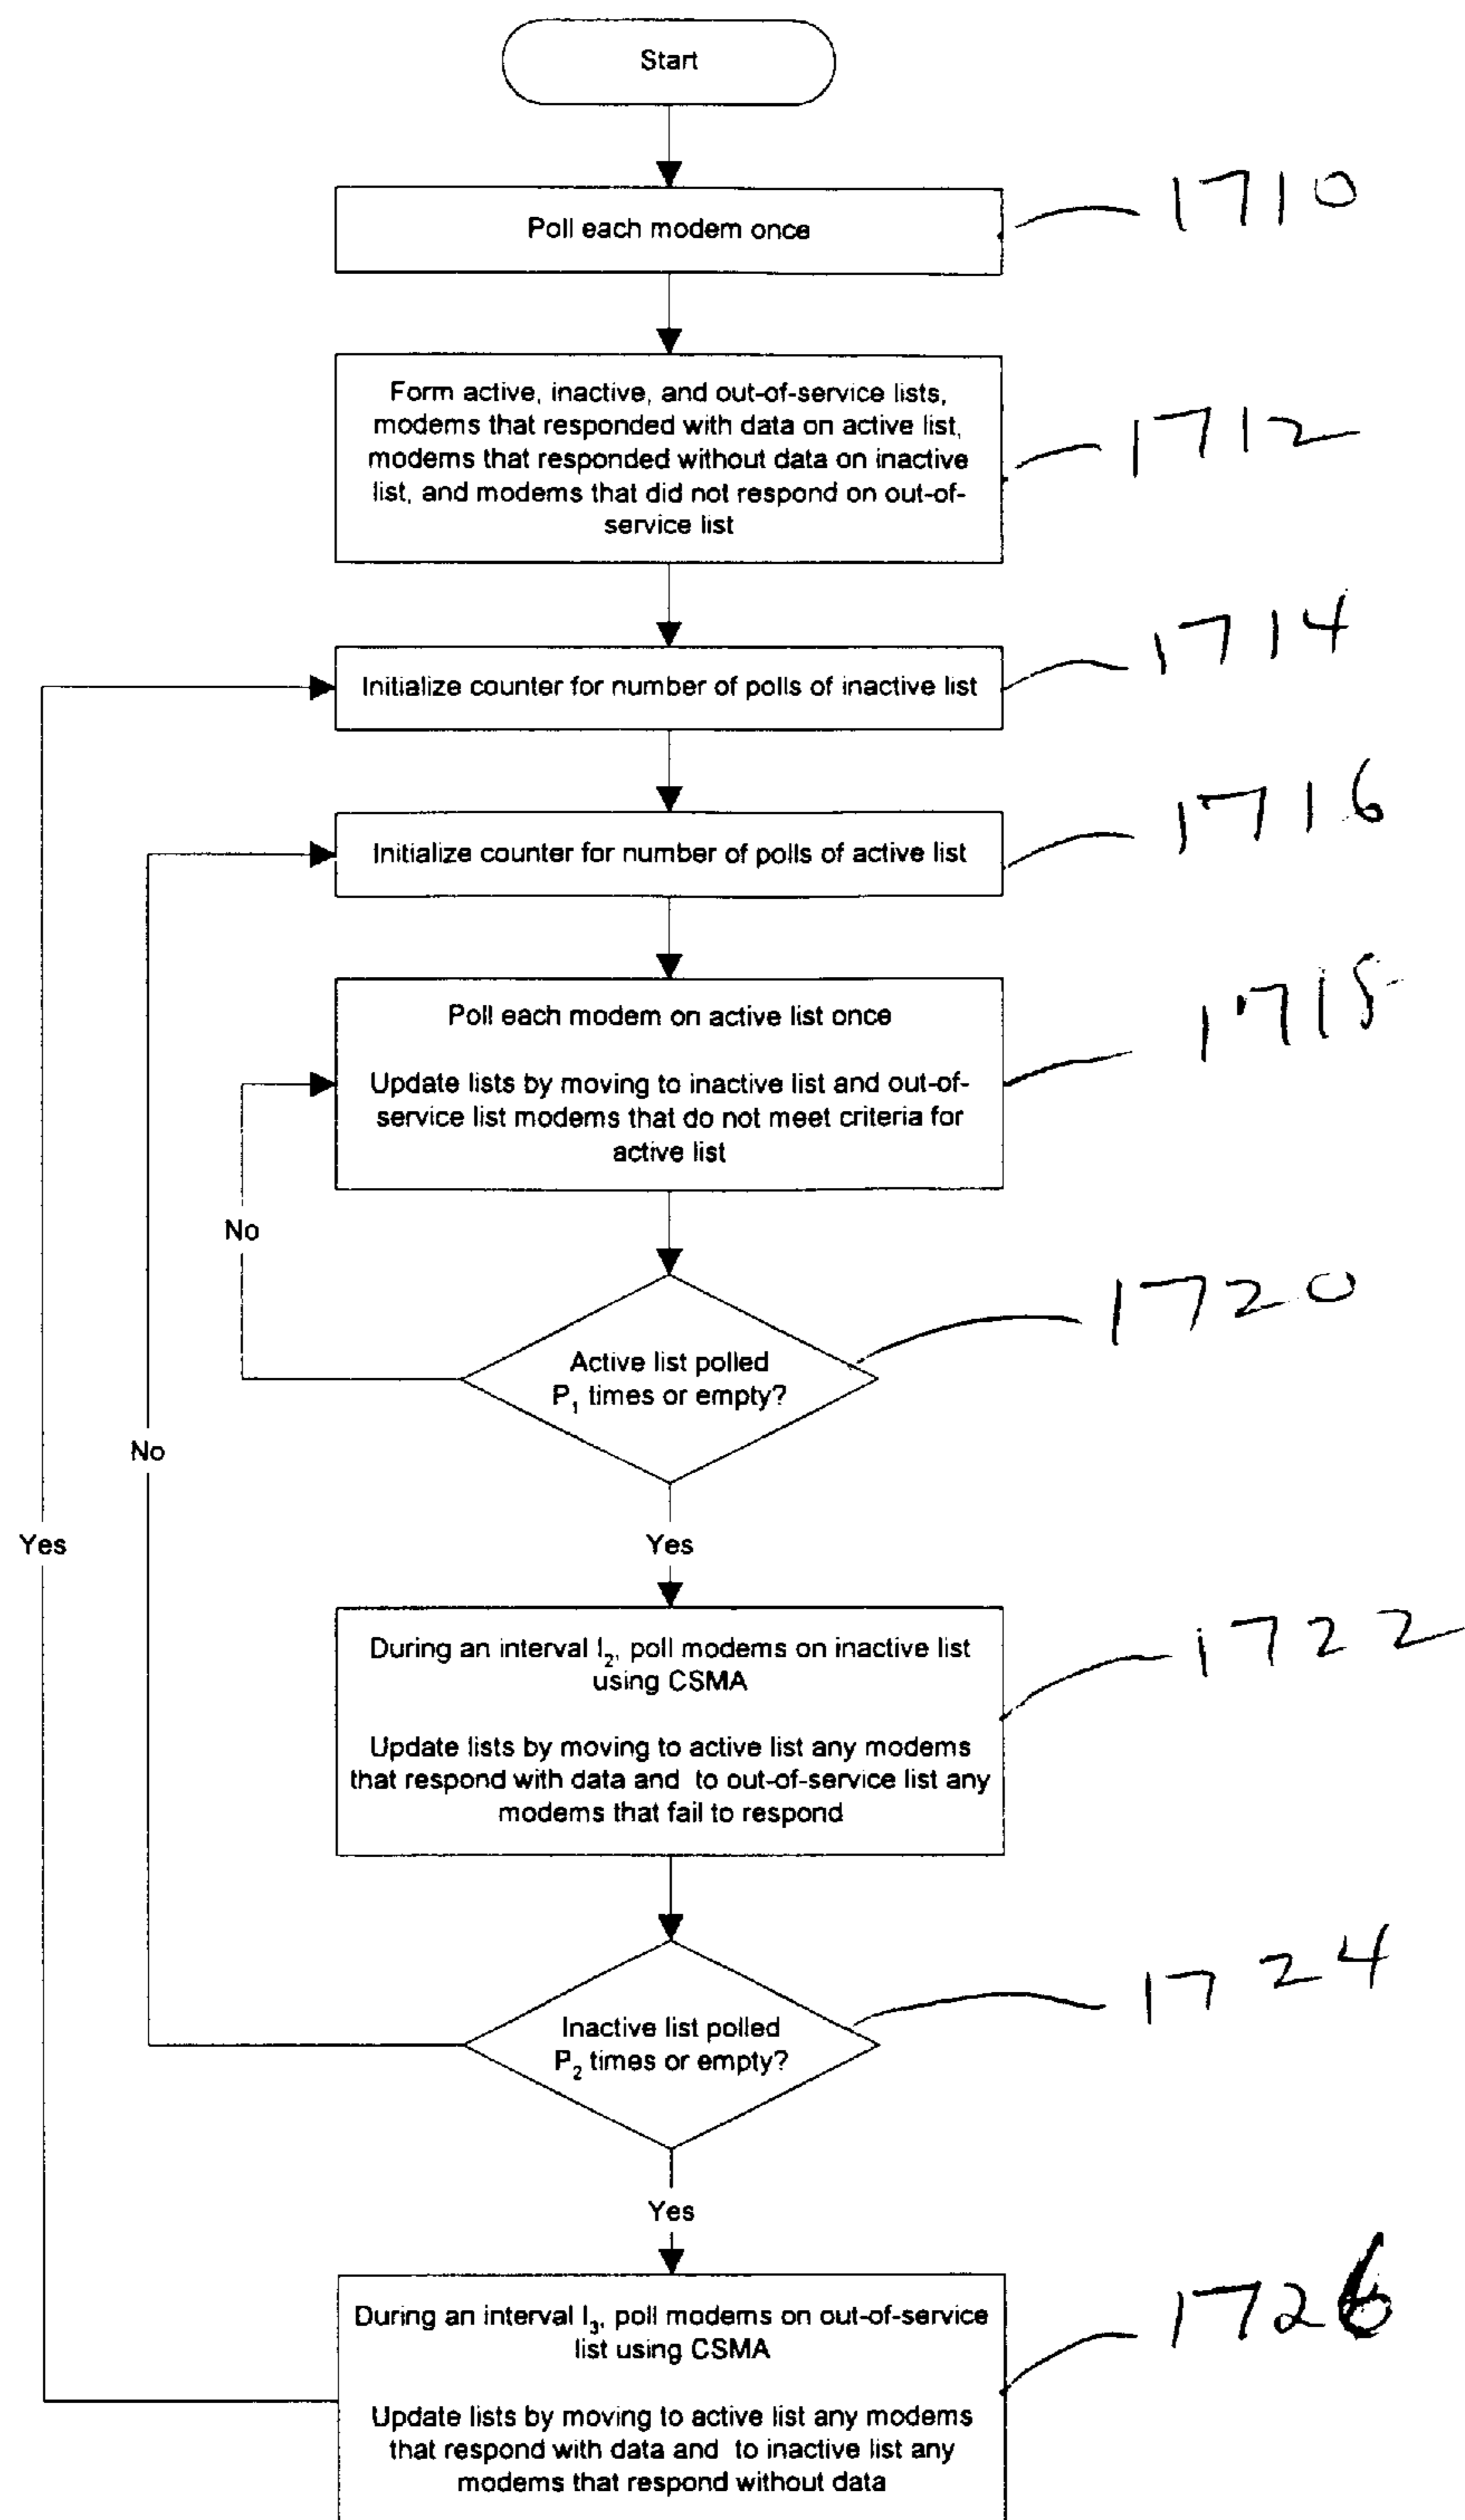 Start
Poll each modem once
1710
Form active, inactive, and out-of-service lists,
modems that responded with data on active list,
modems that responded without data on inactive
list, and modems that did not respond on out-of-
service list
1712
Initialize counter for number of polls of inactive list
1714
Initialize counter for number of polls of active list
1716
Poll each modem on active list once
Update lists by moving to inactive list and out-of-
service list modems that do not meet criteria for
active list
No
Active list polled
P₁ times or empty?
1720
No
Yes
Yes
During an interval I₂, poll modems on inactive list
using CSMA
Update lists by moving to active list any modems
that respond with data and to out-of-service list any
modems that fail to respond
1722
Inactive list polled
P₂ times or empty?
1724
Yes
During an interval I₃, poll modems on out-of-service
list using CSMA
Update lists by moving to active list any modems
that respond with data and to inactive list any
modems that respond without data
1726